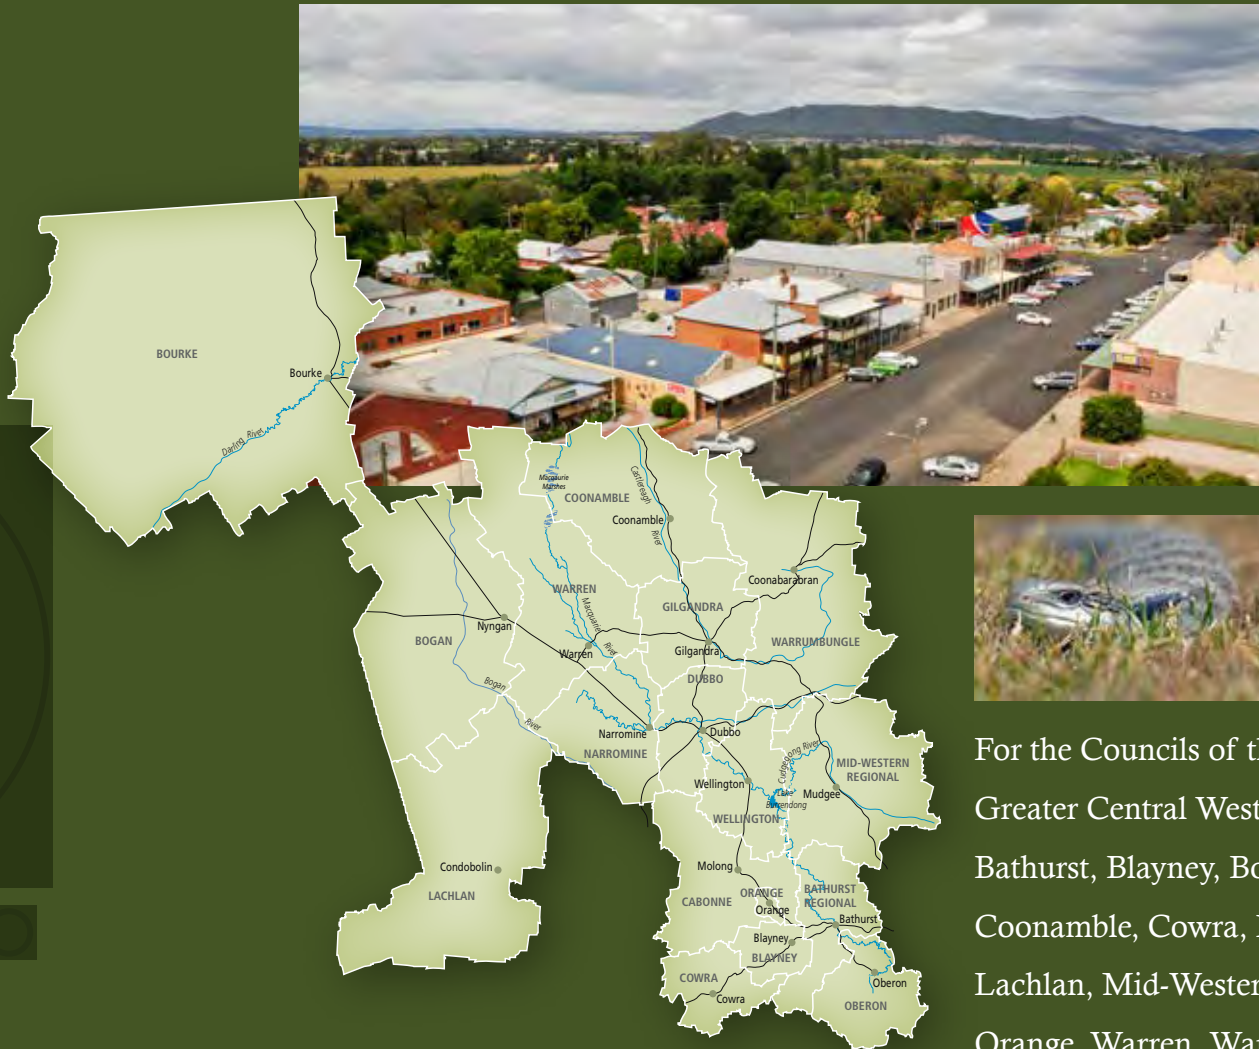 BOURKE
Bourke
Darling River
Macquarie
Marshes
COONAMBLE
Castlereagh
River
Coonamble
Coonabarabran
WARREN
GILGANDRA
Macquarie
River
Nyngan
BOGAN
Warren
Gilgandra
WARRUMBUNGLE
DUBBO
Bogan
River
Narromine
Dubbo
NARROMINE
Cudgegong River
MID-WESTERN
REGIONAL
Wellington
Lake
Burrendong
Mudgee
WELLINGTON
Condobolin
LACHLAN
Molong
ORANGE
CABONNE
Orange
BATHURST
REGIONAL
Bathurst
Blayney
BLAYNEY
COWRA
Cowra
Oberon
OBERON
For the Councils of
Greater Central West
Bathurst, Blayney,
Coonamble, Cowra,
Lachlan,
Orange, Warren,